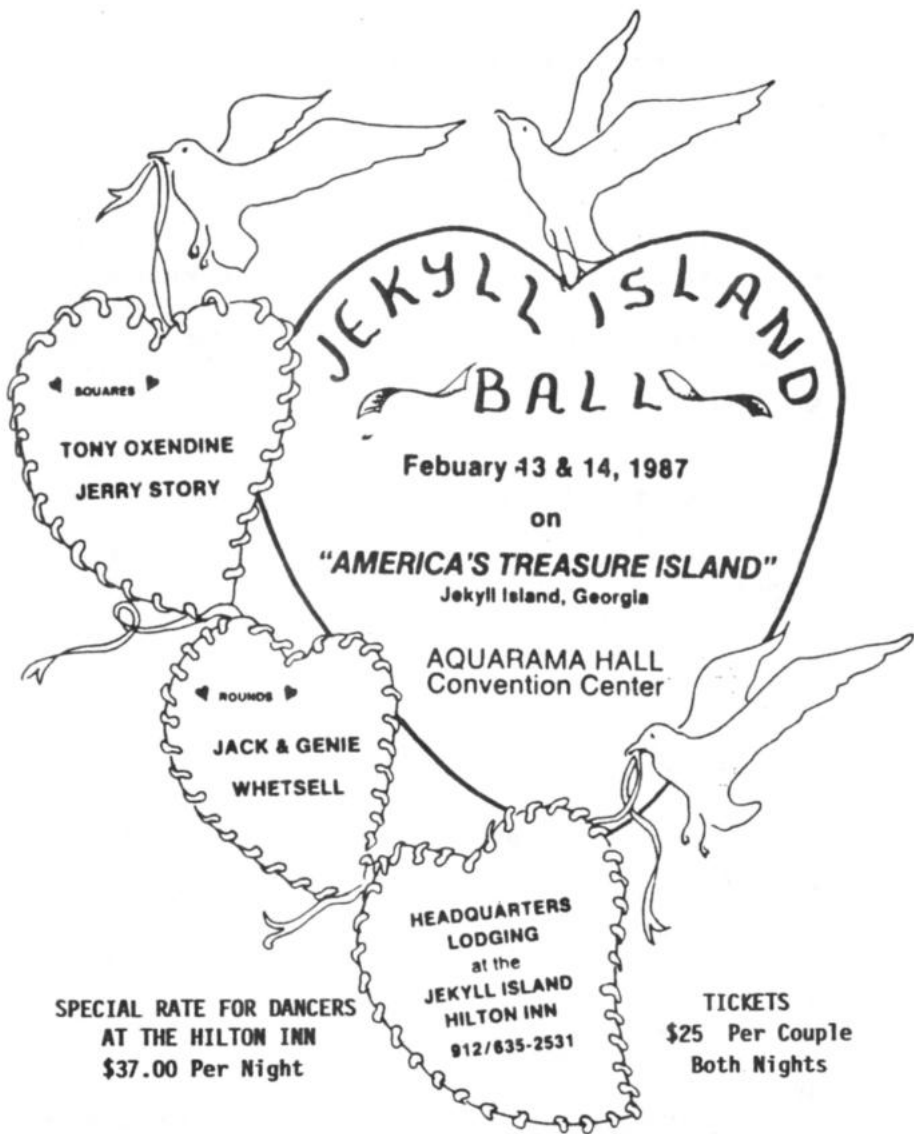 JEKYLL ISLAND
BALL
Febuary 13 & 14, 1987
on
"AMERICA'S TREASURE ISLAND"
Jekyll Island, Georgia
AQUARAMA HALL
Convention Center
SQUARES
TONY OXENDINE
JERRY STORY
ROUNDS
JACK & GENIE
WHETSELL
HEADQUARTERS
LODGING
at the
JEKYLL ISLAND
HILTON INN
912/635-2531
SPECIAL RATE FOR DANCERS
AT THE HILTON INN
$37.00 Per Night
TICKETS
$25 Per Couple
Both Nights